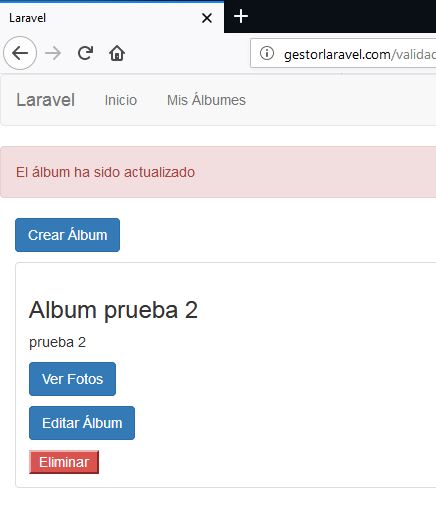 Laravel
gestorlaravel.com/validac
Laravel Inicio Mis Álbumes
El álbum ha sido actualizado
Crear Álbum
Album prueba 2
prueba 2
Ver Fotos
Editar Álbum
Eliminar